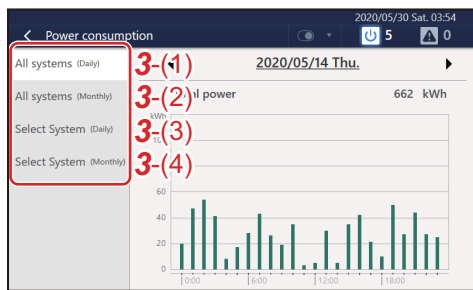 2020/05/30 Sat. 03:54
Power consumption
5
0
All systems (Daily)
3-(1)
2020/05/14 Thu.
All systems (Monthly)
3-(2)
power
662 kWh
Select System (Daily)
3-(3)
kWh
Select System (Monthly)
3-(4)
60
40
20
0
0:00
6:00
12:00
18:00